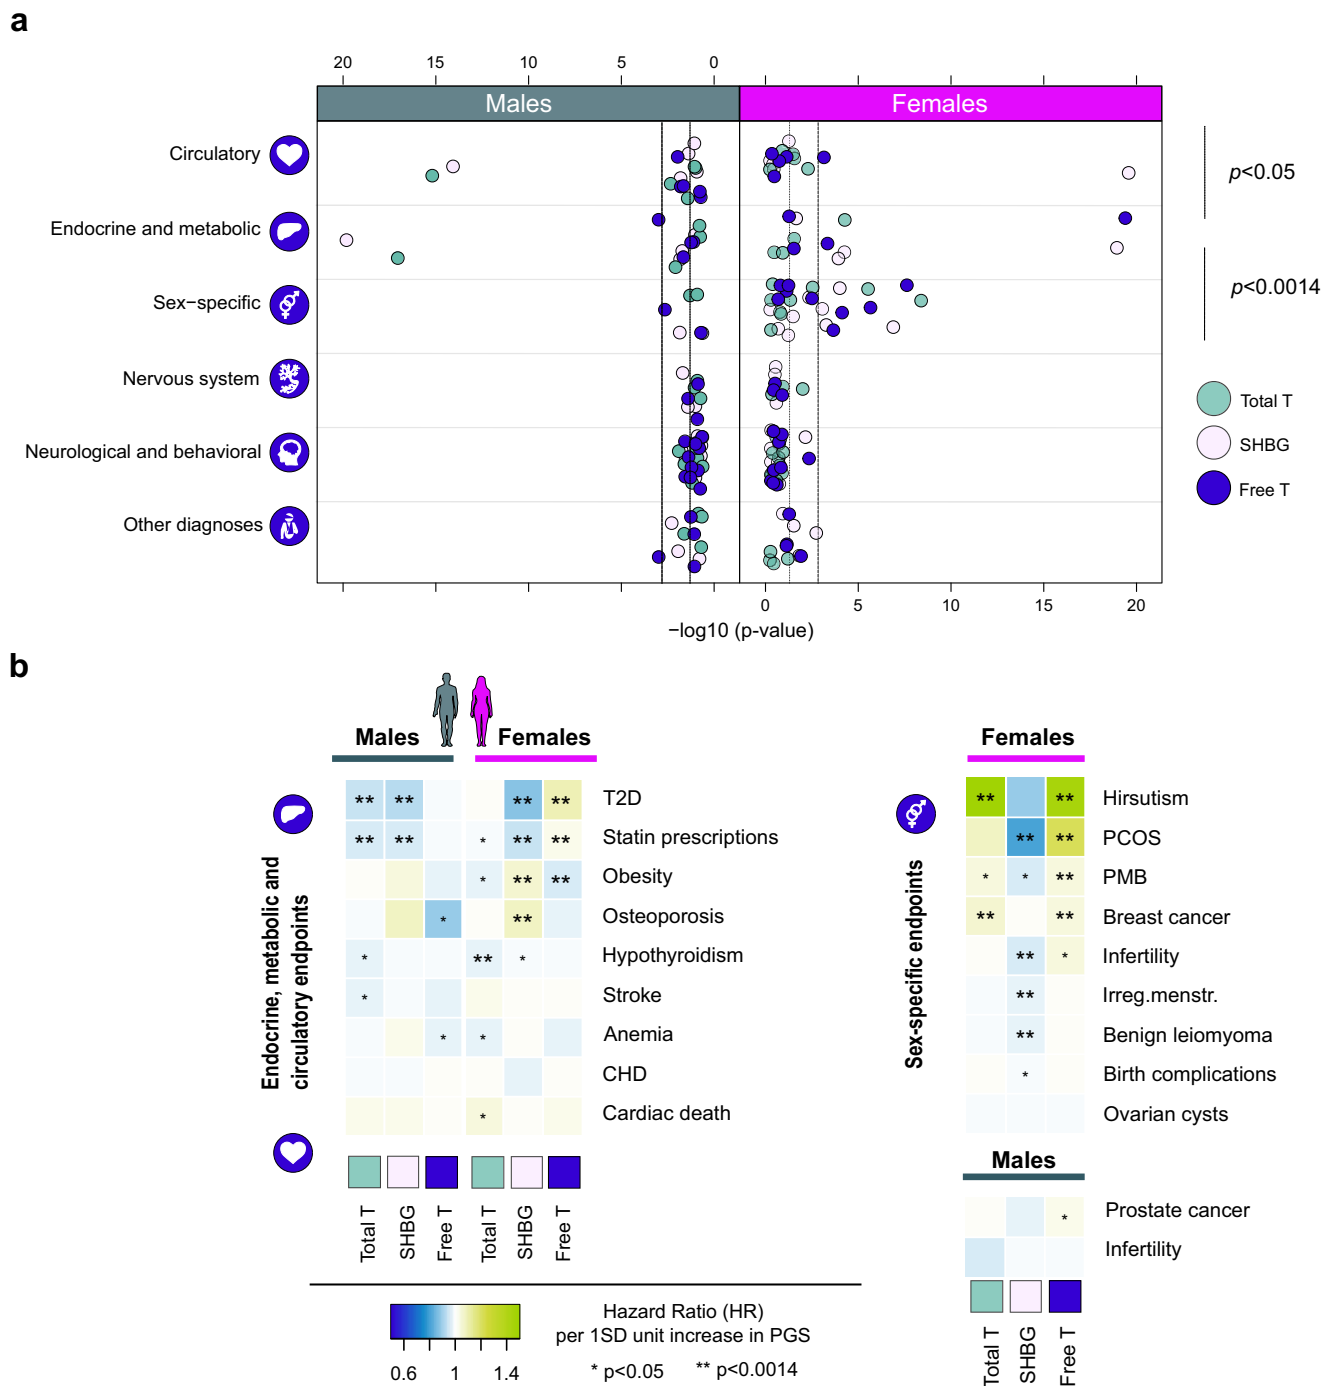 a
20 15 10 5 0
Males Females
Circulatory
Endocrine and metabolic
Sex−specific
Nervous system
Neurological and behavioral
Other diagnoses
p<0.05
p<0.0014
Total T
SHBG
Free T
0 5 10 15 20
−log10 (p-value)
b
Males Females
Endocrine, metabolic and
circulatory endpoints
** ** ** ** T2D
** ** * ** ** Statin prescriptions
* ** ** Obesity
* ** Osteoporosis
* ** * Hypothyroidism
* Stroke
* * Anemia
CHD
* Cardiac death
Total T SHBG Free T Total T SHBG Free T
Females
Sex-specific endpoints
** ** Hirsutism
** ** PCOS
* * ** PMB
** ** Breast cancer
** * Infertility
** Irreg.menstr.
** Benign leiomyoma
* Birth complications
Ovarian cysts
Males
* Prostate cancer
Infertility
Total T SHBG Free T
0.6 1 1.4
Hazard Ratio (HR)
per 1SD unit increase in PGS
* p<0.05 ** p<0.0014